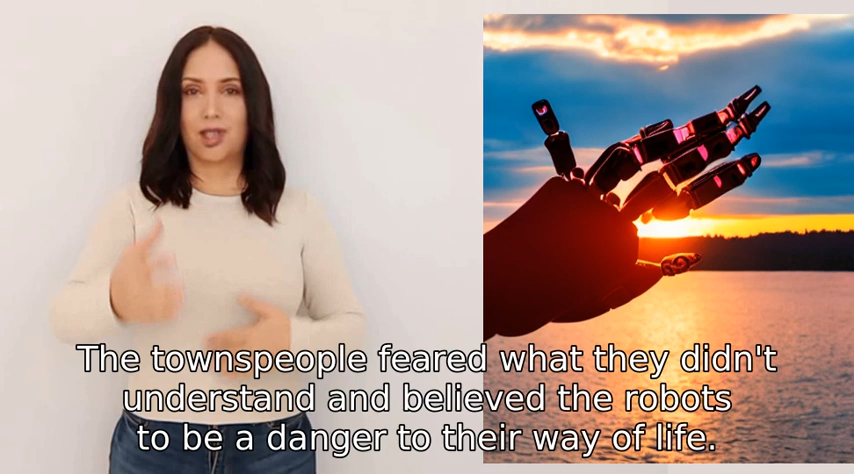 The townspeople feared what they didn't
understand and believed the robots
to be a danger to their way of life.